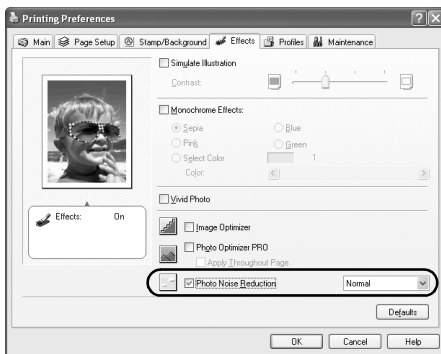 Printing Preferences
Main Page Setup Stamp/Background Effects Profiles Maintenance
Simulate Illustration
Contrast:
Monochrome Effects:
Sepia Blue
Pink Green
Select Color 1
Color:
Vivid Photo
Effects: On
Image Optimizer
Photo Optimizer PRO
Apply Throughout Page
Photo Noise Reduction Normal
Defaults
OK Cancel Help